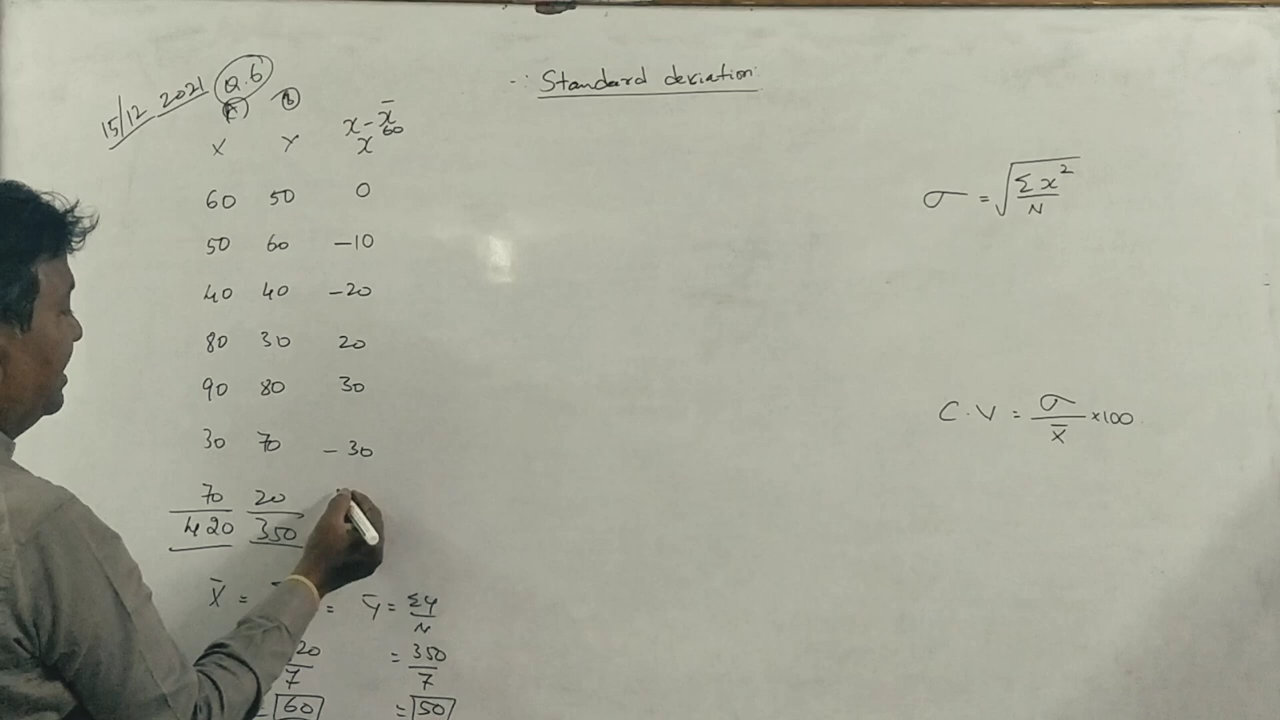 -: Standard deviation:
15/12 2021 Q.6
(A) (b) x - x̄
60
X Y x
60 50 0
50 60 -10
40 40 -20
80 30 20
90 80 30
30 70 -30
70 20
420 350
σ = √(Σx²/N)
C.V = σ/x̄ ×100
X̄ = = Ȳ = Σy/N
20/7 = 350/7
= 60 = 50